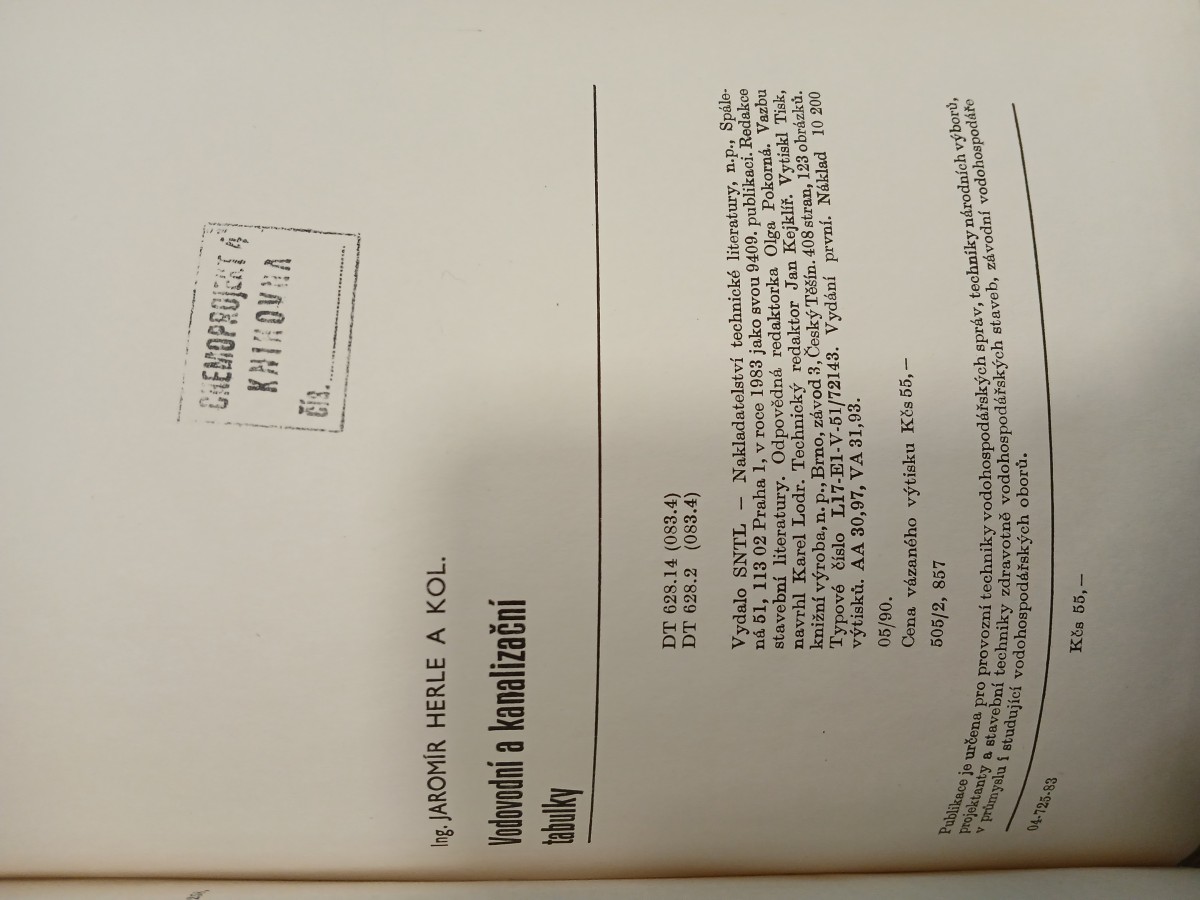 CHEMOPROJEKT
KNIHOVNA
čís.
Ing. JAROMÍR HERLE A KOL.
Vodovodní a kanalizační
tabulky
DT 628.14 (083.4)
DT 628.2 (083.4)
Vydalo SNTL — Nakladatelství technické literatury, n.p., Spále-
ná 51, 113 02 Praha 1, v roce 1983 jako svou 9409. publikaci. Redakce
stavební literatury. Odpovědná redaktorka Olga Pokorná. Vazbu
navrhl Karel Lodr. Technický redaktor Jan Kejklíř. Vytiskl Tisk,
knižní výroba, n. p., Brno, závod 3, Český Těšín. 408 stran, 123 obrázků.
Typové číslo L17-E1-V-51/72143. Vydání první. Náklad 10 200
výtisků. AA 30,97, VA 31,93.
05/90.
Cena vázaného výtisku Kčs 55,—
505/2, 857
Publikace je určena pro provozní techniky vodohospodářských správ, techniky národních výborů,
projektanty a stavební techniky zdravotně vodohospodářských staveb, závodní vodohospodáře
v průmyslu i studující vodohospodářských oborů.
04-725-83
Kčs 55,—